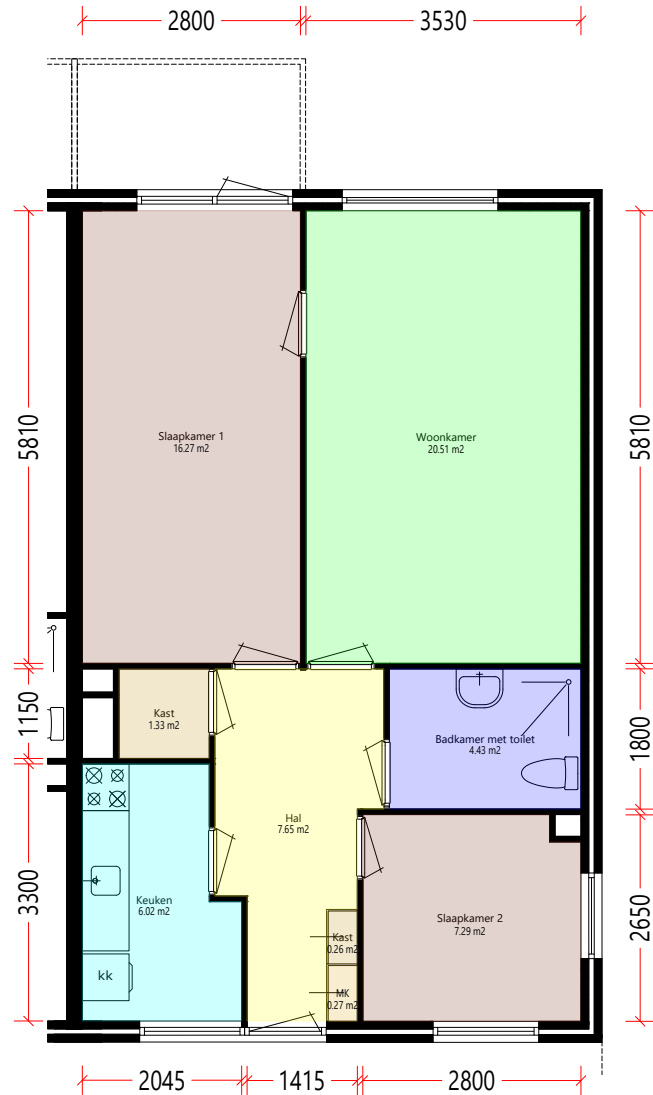 2800
3530
5810
5810
Slaapkamer 1
16.27 m2
Woonkamer
20.51 m2
1150
Kast
1.33 m2
Badkamer met toilet
4.43 m2
1800
Hal
7.65 m2
3300
Keuken
6.02 m2
Slaapkamer 2
7.29 m2
2650
Kast
0.26 m2
kk
MK
0.27 m2
2045
1415
2800